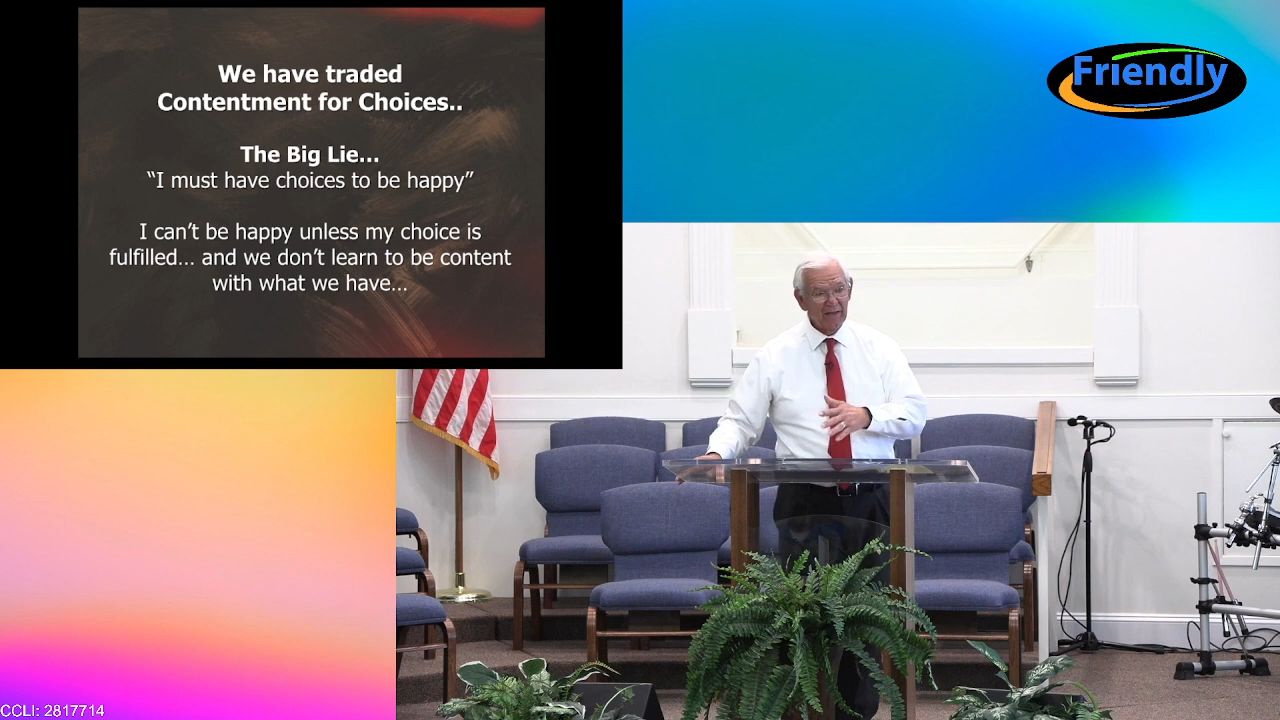 We have traded
Contentment for Choices..
The Big Lie...
“I must have choices to be happy”
I can’t be happy unless my choice is
fulfilled... and we don’t learn to be content
with what we have...
Friendly
CCLI: 2817714